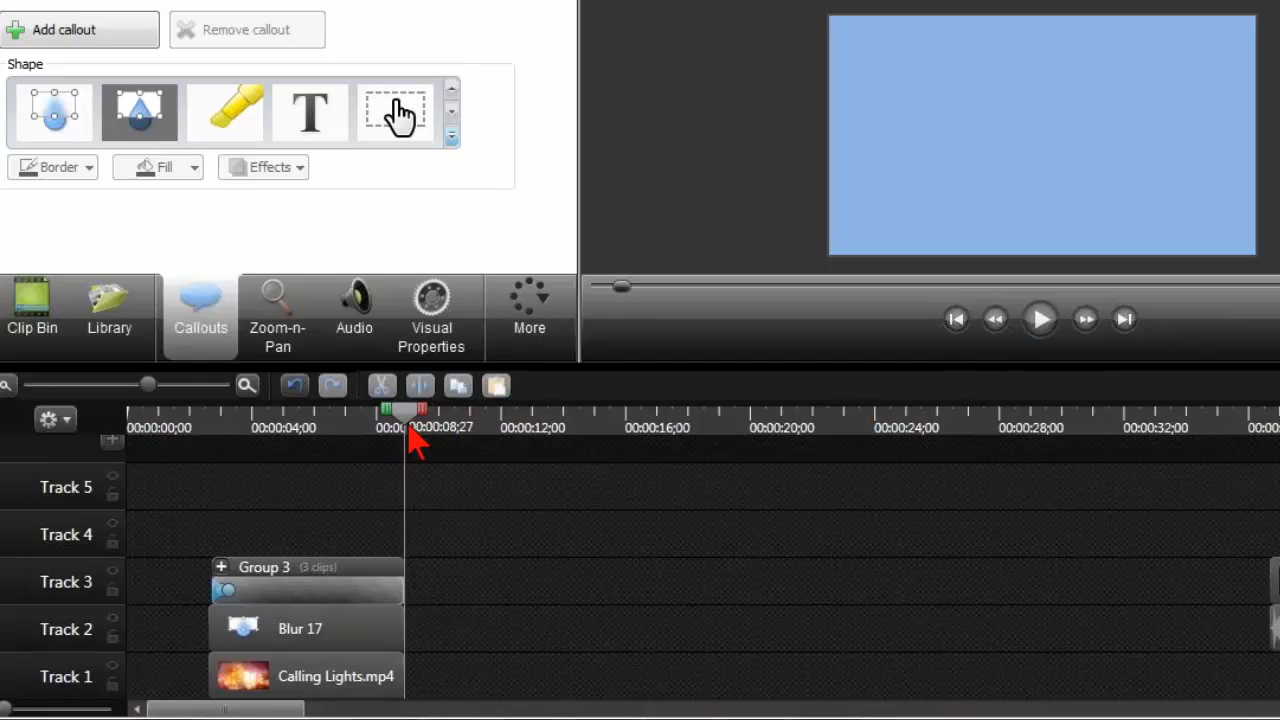 Add callout
Remove callout
Shape
T
Border
Fill
Effects
Clip Bin
Library
Callouts
Zoom-n-
Pan
Audio
Visual
Properties
More
00:00:00;00 00:00:04;00 00:00:08;27 00:00:12;00 00:00:16;00 00:00:20;00 00:00:24;00 00:00:28;00 00:00:32;00
Track 5
Track 4
Group 3 (3 clips)
Track 3
Track 2 Blur 17
Track 1 Calling Lights.mp4